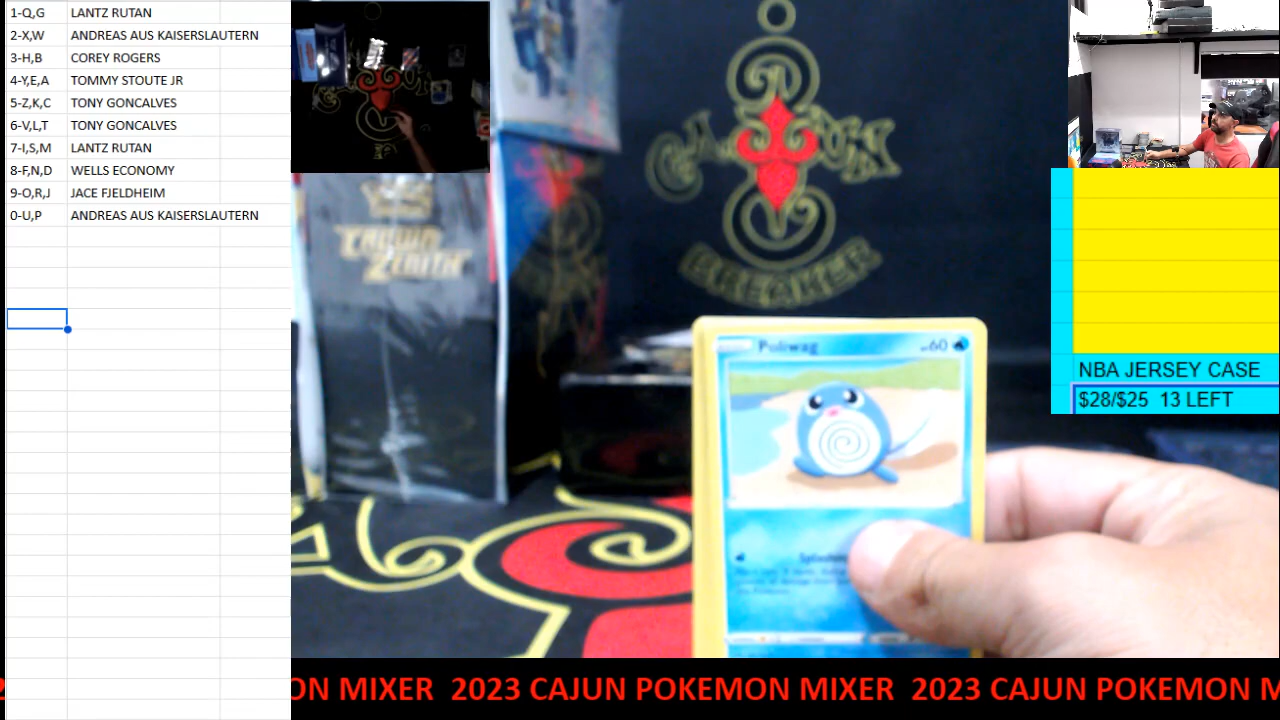 1-Q,G LANTZ RUTAN
2-X,W ANDREAS AUS KAISERSLAUTERN
3-H,B COREY ROGERS
4-Y,E,A TOMMY STOUTE JR
5-Z,K,C TONY GONCALVES
6-V,L,T TONY GONCALVES
7-I,S,M LANTZ RUTAN
8-F,N,D WELLS ECONOMY
9-O,R,J JACE FJELDHEIM
0-U,P ANDREAS AUS KAISERSLAUTERN
CROWN
ZENITH
CAJUN
BREAKER
Poliwag 60
NBA JERSEY CASE
$28/$25 13 LEFT
ON MIXER 2023 CAJUN POKEMON MIXER 2023 CAJUN POKEMON M